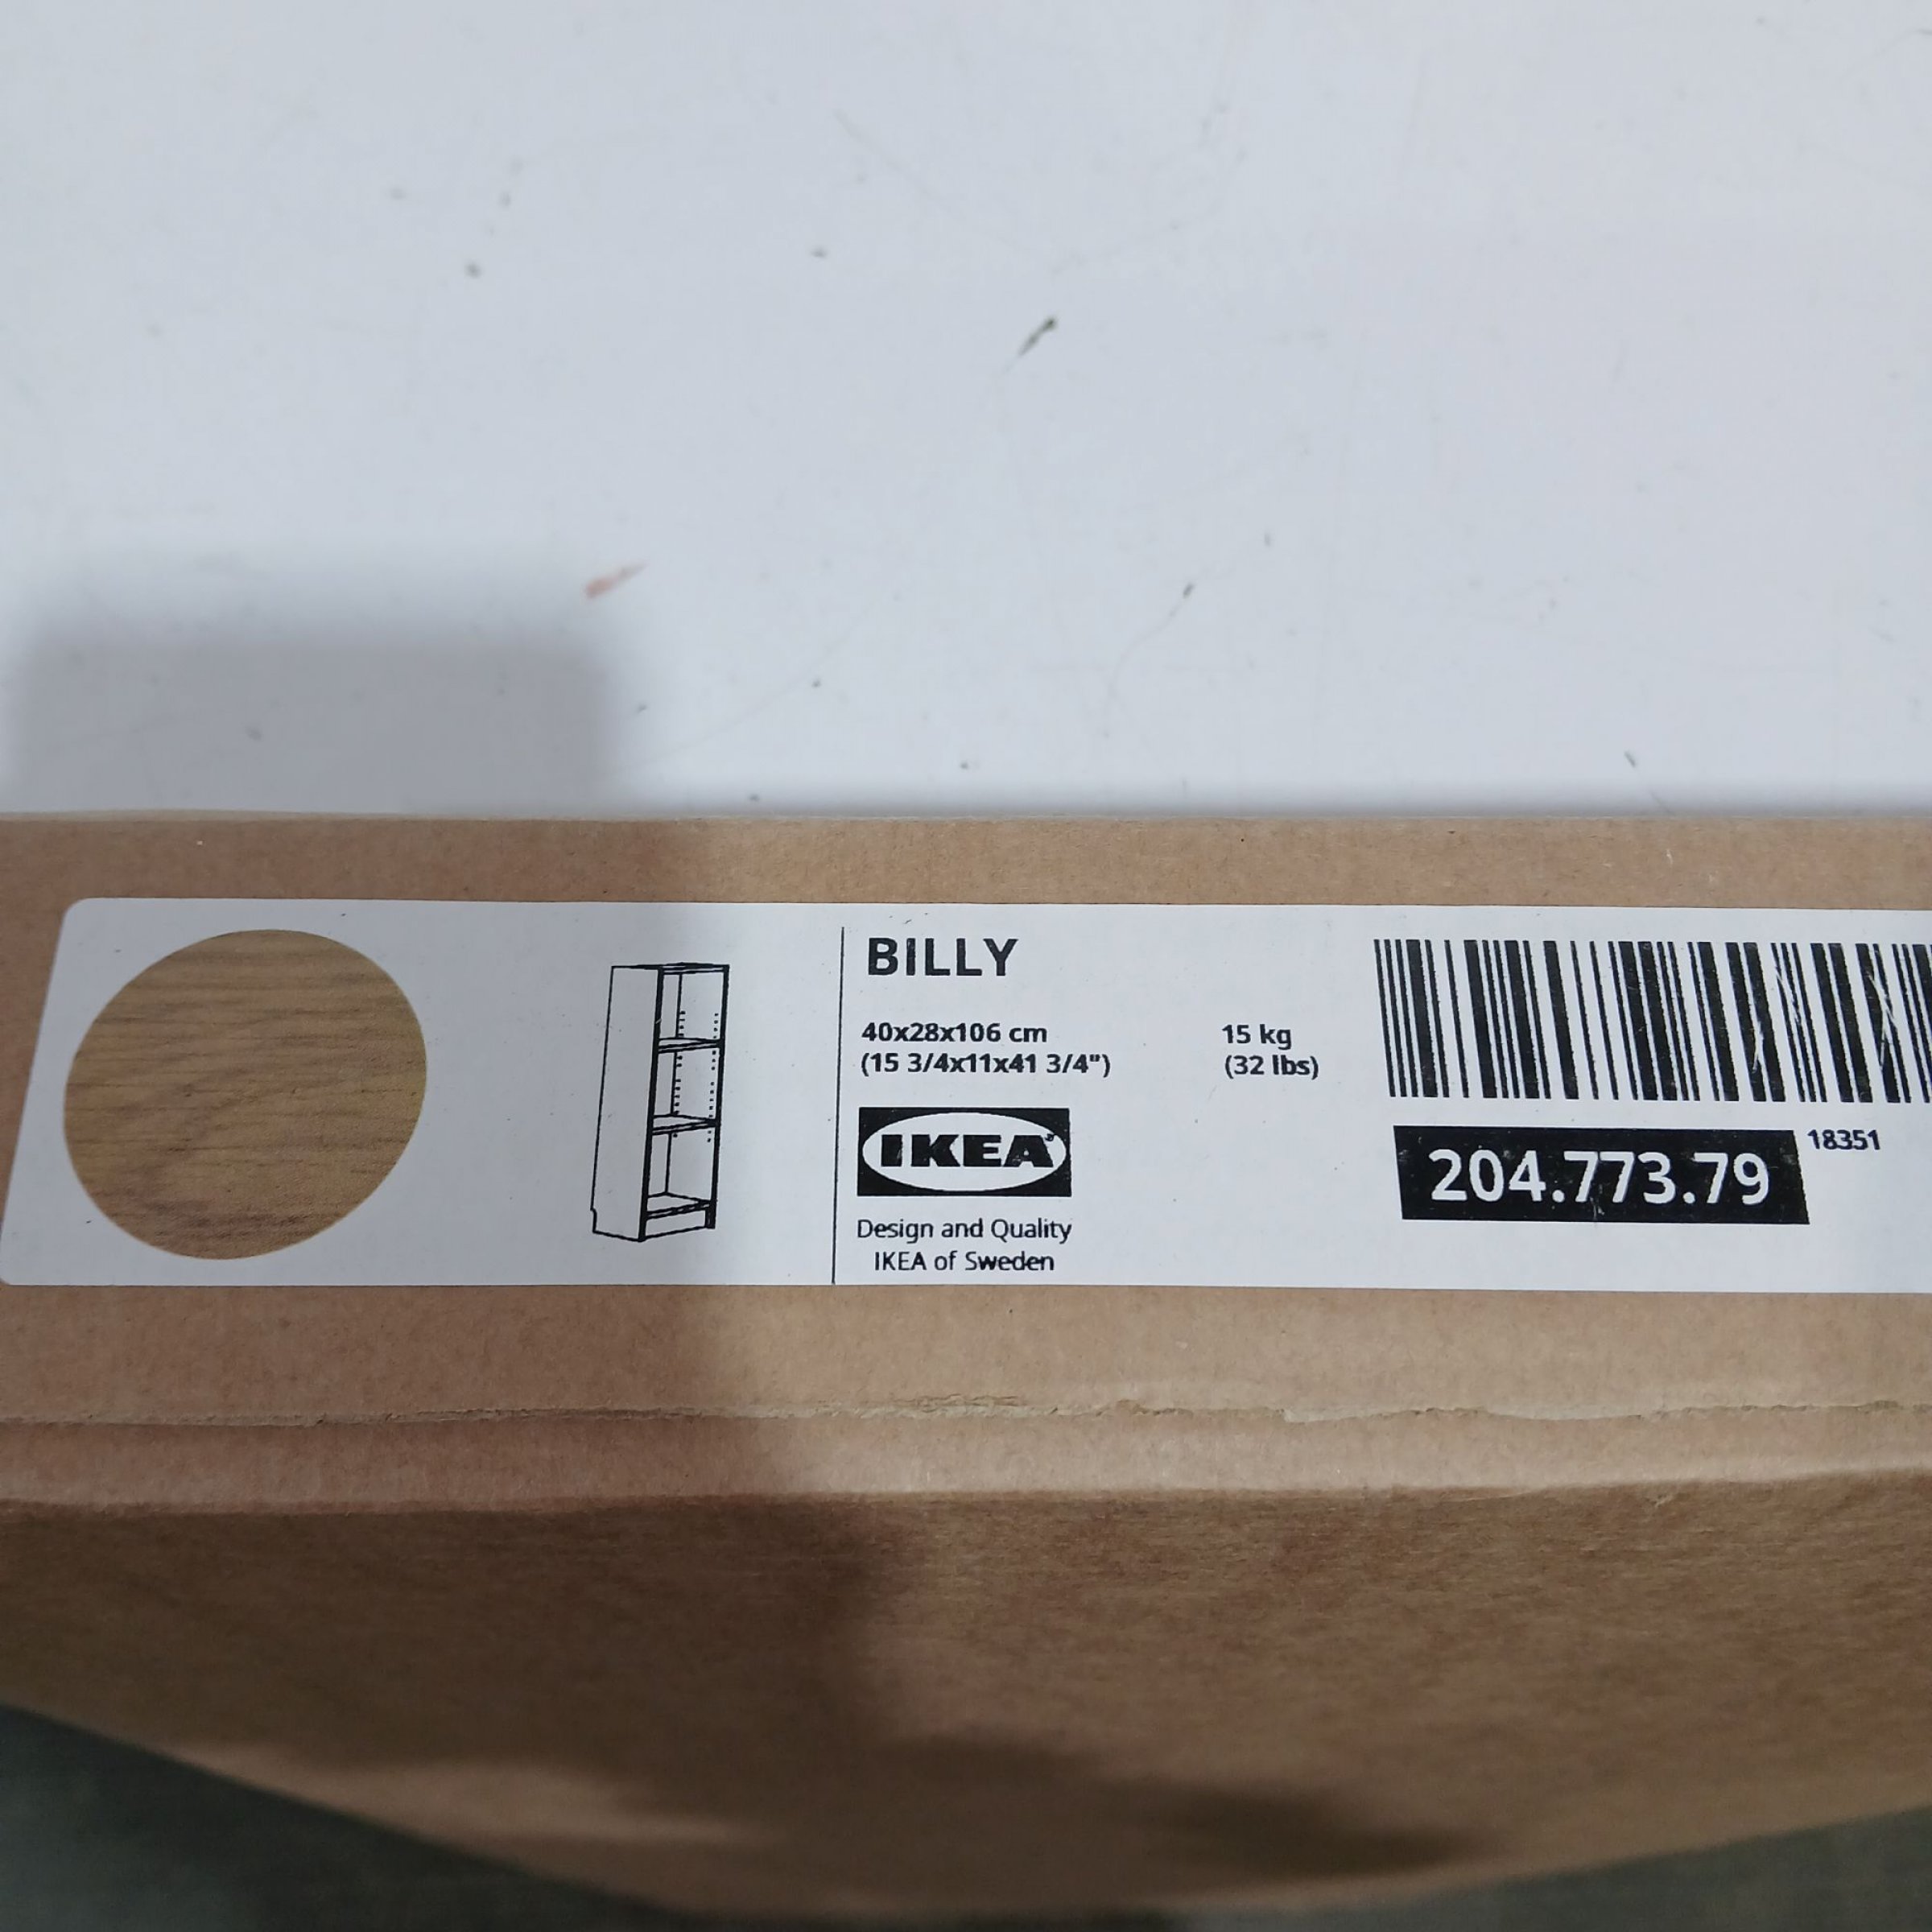 BILLY
40x28x106 cm
(15 3/4x11x41 3/4")
15 kg
(32 lbs)
IKEA®
Design and Quality
IKEA of Sweden
204.773.79
18351